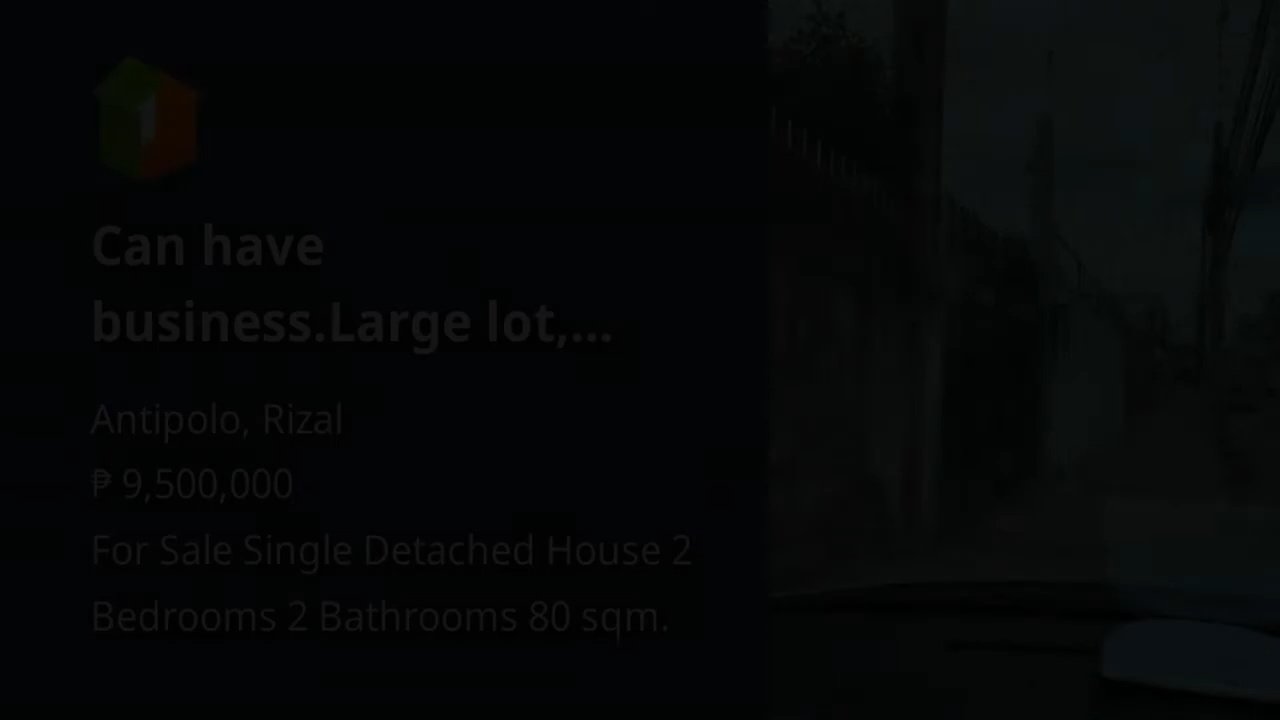 Can have
business.Large lot,...
Antipolo, Rizal
₱ 9,500,000
For Sale Single Detached House 2
Bedrooms 2 Bathrooms 80 sqm.